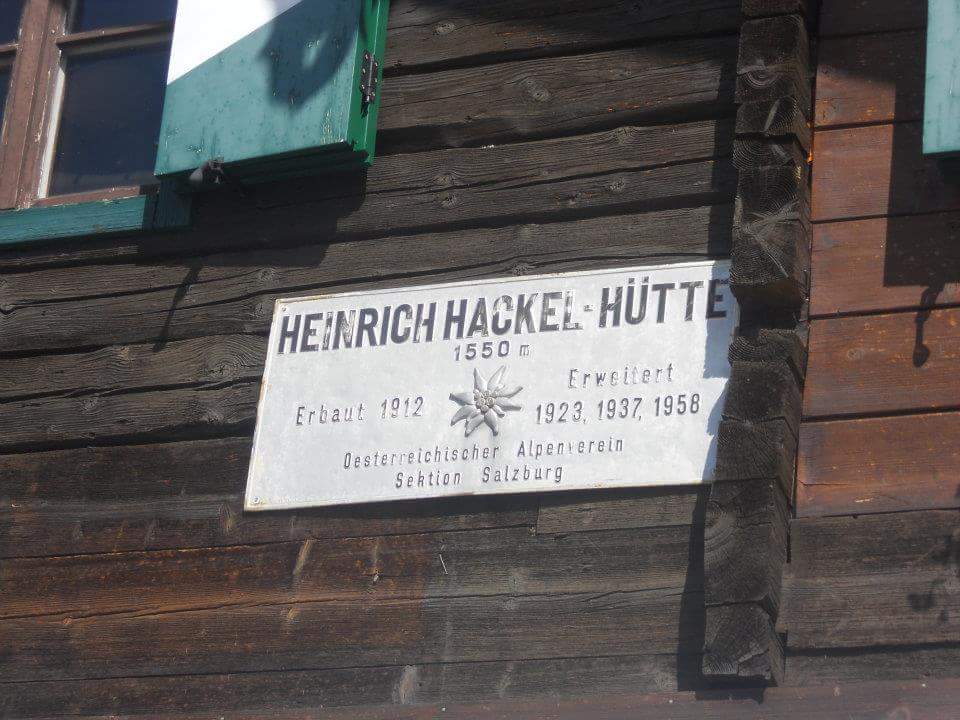 HEINRICH HACKEL-HÜTTE
1550 m
Erbaut 1912
Erweitert
1923, 1937, 1958
Oesterreichischer Alpenverein
Sektion Salzburg